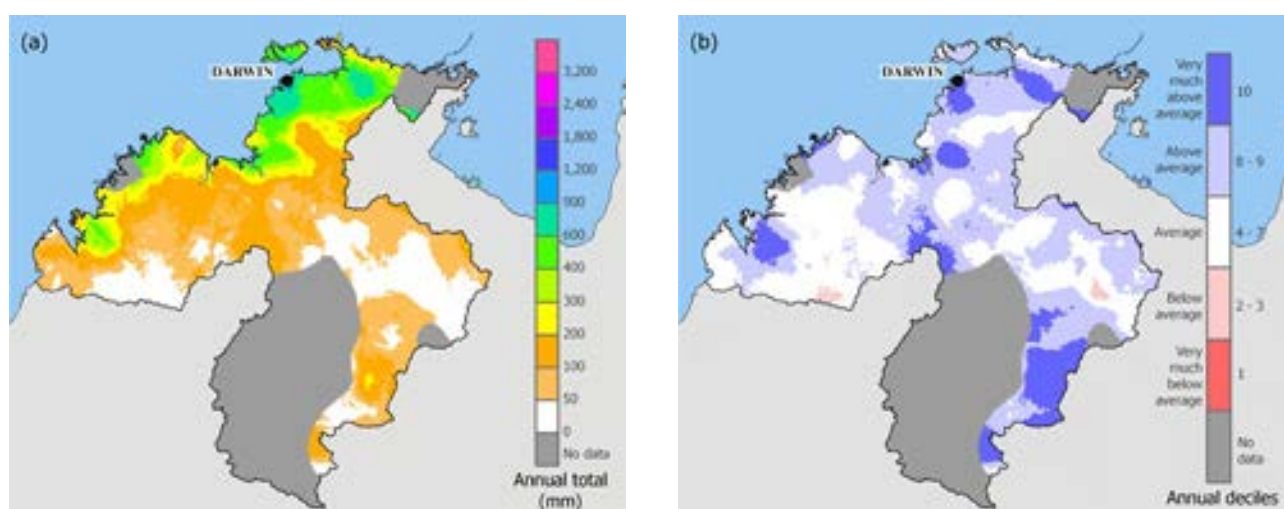 (a)
DARWIN
3,200
2,400
1,800
1,200
900
600
400
300
200
100
50
0
No data
Annual total
(mm)
(b)
DARWIN
Very
much
above
average
10
Above
average
8 - 9
Average
4 - 7
Below
average
2 - 3
Very
much
below
average
1
No
data
Annual deciles